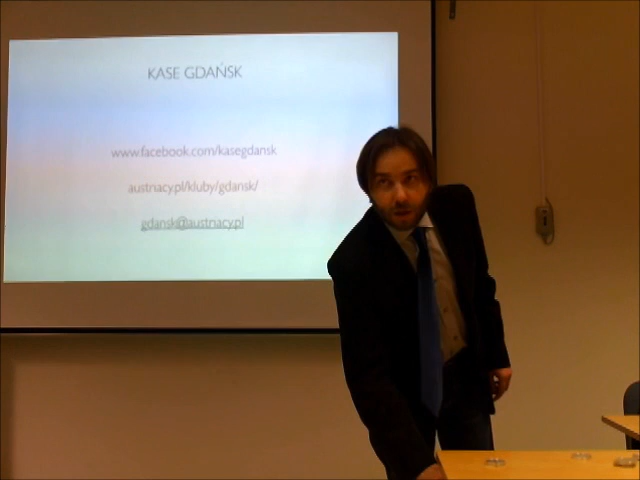 KASE GDAŃSK
www.facebook.com/kasegdansk
austriacy.pl/kluby/gdansk/
gdansk@austriacy.pl